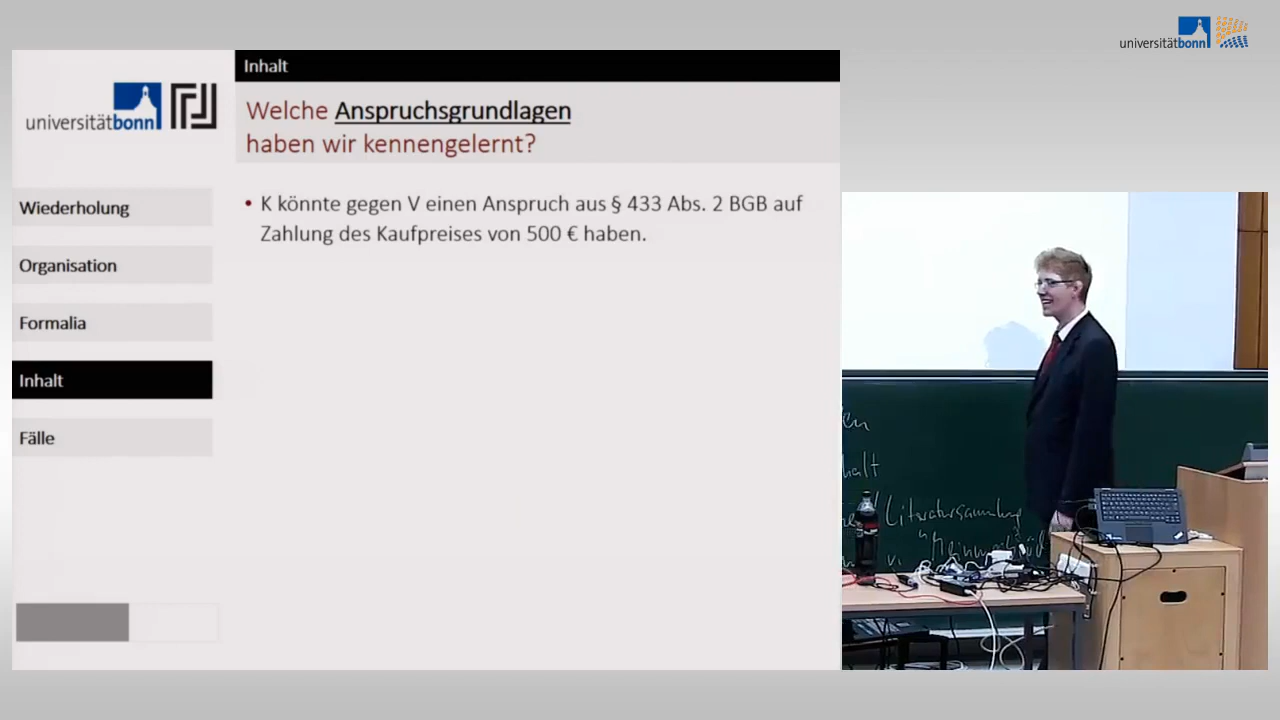 universitätbonn
Inhalt
universitätbonn
Welche Anspruchsgrundlagen
haben wir kennengelernt?
Wiederholung
Organisation
Formalia
Inhalt
Fälle
• K könnte gegen V einen Anspruch aus § 433 Abs. 2 BGB auf
Zahlung des Kaufpreises von 500 € haben.
Literatursammlung